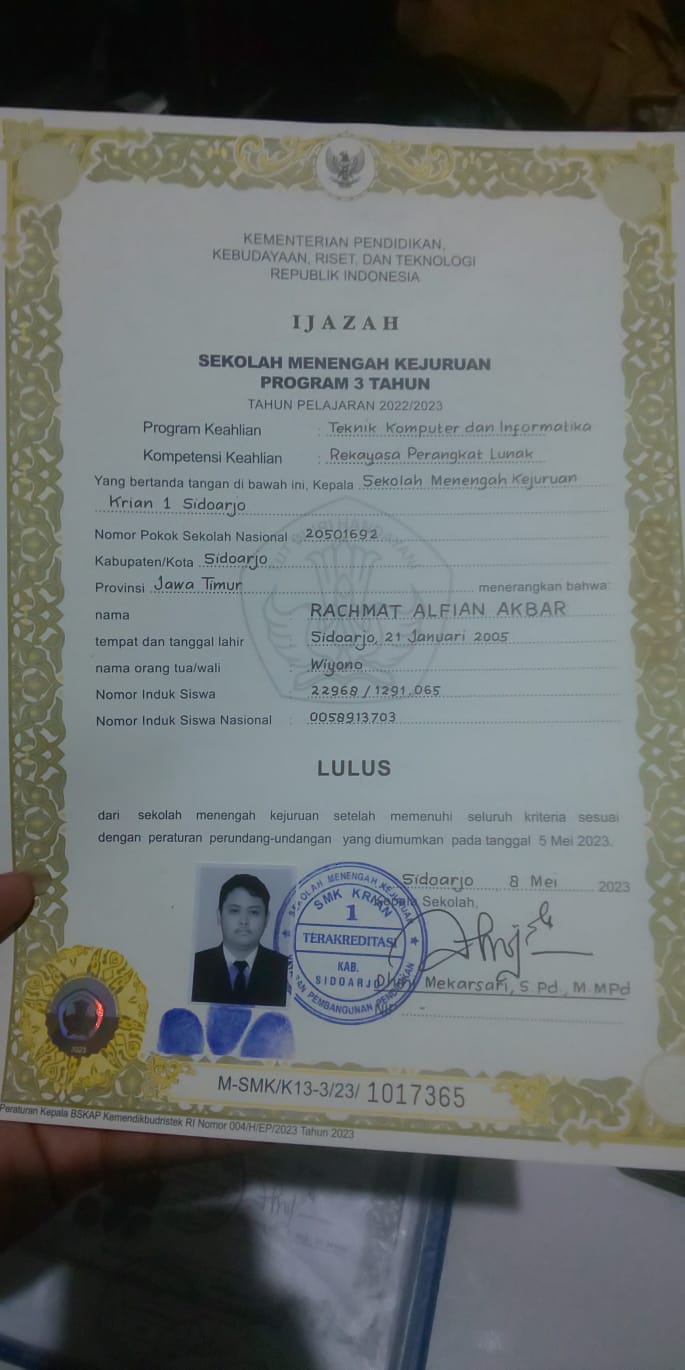 KEMENTERIAN PENDIDIKAN,
KEBUDAYAAN, RISET, DAN TEKNOLOGI
REPUBLIK INDONESIA
IJAZAH
SEKOLAH MENENGAH KEJURUAN
PROGRAM 3 TAHUN
TAHUN PELAJARAN 2022/2023
Program Keahlian : Teknik Komputer dan Informatika
Kompetensi Keahlian : Rekayasa Perangkat Lunak
Yang bertanda tangan di bawah ini, Kepala Sekolah Menengah Kejuruan
Krian 1 Sidoarjo
Nomor Pokok Sekolah Nasional : 20501692
Kabupaten/Kota Sidoarjo
Provinsi Jawa Timur menerangkan bahwa:
nama : RACHMAT ALFIAN AKBAR
tempat dan tanggal lahir : Sidoarjo, 21 Januari 2005
nama orang tua/wali : Wiyono
Nomor Induk Siswa : 22968 / 1291.065
Nomor Induk Siswa Nasional : 0058913703
LULUS
dari sekolah menengah kejuruan setelah memenuhi seluruh kriteria sesuai
dengan peraturan perundang-undangan yang diumumkan pada tanggal 5 Mei 2023.
Sidoarjo, 8 Mei 2023
Kepala Sekolah,
SEKOLAH MENENGAH KEJURUAN
SMK KRIAN
1
TERAKREDITASI
KAB.
SIDOARJO
PEMBANGUNAN PENDIDIKAN
Mekarsari, S.Pd., M.MPd
2023
M-SMK/K13-3/23/ 1017365
Peraturan Kepala BSKAP Kemendikbudristek RI Nomor 004/H/EP/2023 Tahun 2023